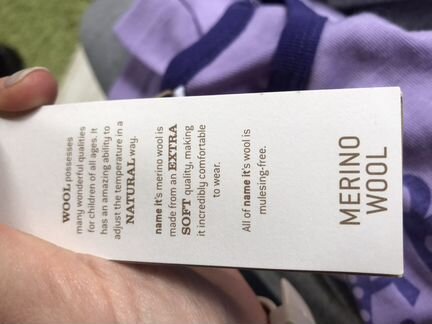 WOOL possesses
many wonderful qualities
for children of all ages. It
has an amazing ability to
adjust the temperature in a
NATURAL way.
name it's merino wool is
made from an EXTRA
SOFT quality, making
it incredibly comfortable
to wear.
All of name it's wool is
mulesing-free.
MERINO
WOOL